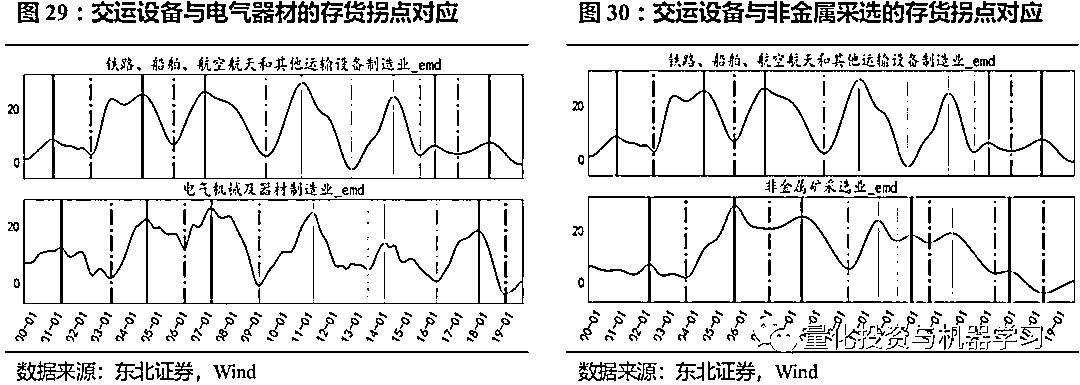 图 29：交运设备与电气器材的存货拐点对应
铁路、船舶、航空航天和其他运输设备制造业_emd
20
0
电气机械及器材制造业_emd
20
0
90-01 91-01 92-01 93-01 94-01 95-01 96-01 97-01 98-01 99-01 00-01 01-01 02-01 03-01 04-01 05-01 06-01 07-01 08-01 09-01 10-01 11-01 12-01 13-01 14-01 15-01 16-01 17-01 18-01 19-01
数据来源：东北证券，Wind
图 30：交运设备与非金属采选的存货拐点对应
铁路、船舶、航空航天和其他运输设备制造业_emd
20
0
非金属矿采选业_emd
20
0
量化投资与机器学习
数据来源：东北证券，Wind